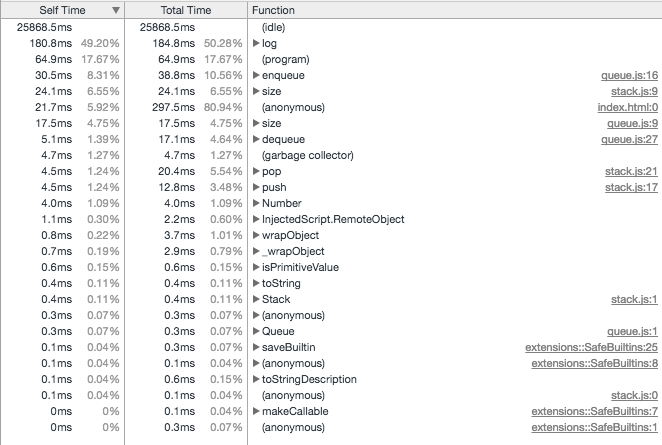 Self Time ▼ Total Time Function
25868.5ms 25868.5ms (idle)
180.8ms 49.20% 184.8ms 50.28% ▶ log
64.9ms 17.67% 64.9ms 17.67% (program)
30.5ms 8.31% 38.8ms 10.56% ▶ enqueue queue.js:16
24.1ms 6.55% 24.1ms 6.55% ▶ size stack.js:9
21.7ms 5.92% 297.5ms 80.94% (anonymous) index.html:0
17.5ms 4.75% 17.5ms 4.75% ▶ size queue.js:9
5.1ms 1.39% 17.1ms 4.64% ▶ dequeue queue.js:27
4.7ms 1.27% 4.7ms 1.27% (garbage collector)
4.5ms 1.24% 20.4ms 5.54% ▶ pop stack.js:21
4.5ms 1.24% 12.8ms 3.48% ▶ push stack.js:17
4.0ms 1.09% 4.0ms 1.09% ▶ Number
1.1ms 0.30% 2.2ms 0.60% ▶ InjectedScript.RemoteObject
0.8ms 0.22% 3.7ms 1.01% ▶ wrapObject
0.7ms 0.19% 2.9ms 0.79% ▶ _wrapObject
0.6ms 0.15% 0.6ms 0.15% ▶ isPrimitiveValue
0.4ms 0.11% 0.4ms 0.11% ▶ toString
0.4ms 0.11% 0.4ms 0.11% ▶ Stack stack.js:1
0.3ms 0.07% 0.3ms 0.07% ▶ (anonymous)
0.3ms 0.07% 0.3ms 0.07% ▶ Queue queue.js:1
0.1ms 0.04% 0.1ms 0.04% ▶ saveBuiltin extensions::SafeBuiltins:25
0.1ms 0.04% 0.1ms 0.04% ▶ (anonymous) extensions::SafeBuiltins:8
0.1ms 0.04% 0.6ms 0.15% ▶ toStringDescription
0.1ms 0.04% 0.1ms 0.04% (anonymous) stack.js:0
0ms 0% 0.1ms 0.04% ▶ makeCallable extensions::SafeBuiltins:7
0ms 0% 0.3ms 0.07% (anonymous) extensions::SafeBuiltins:1